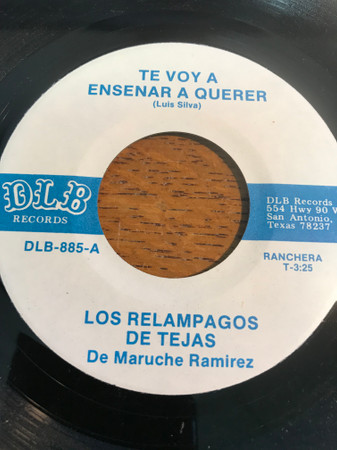 TE VOY A
ENSENAR A QUERER
(Luis Silva)
DLB
RECORDS
DLB Records
554 Hwy 90 W
San Antonio,
Texas 78237
DLB-885-A
RANCHERA
T-3:25
LOS RELAMPAGOS
DE TEJAS
De Maruche Ramirez